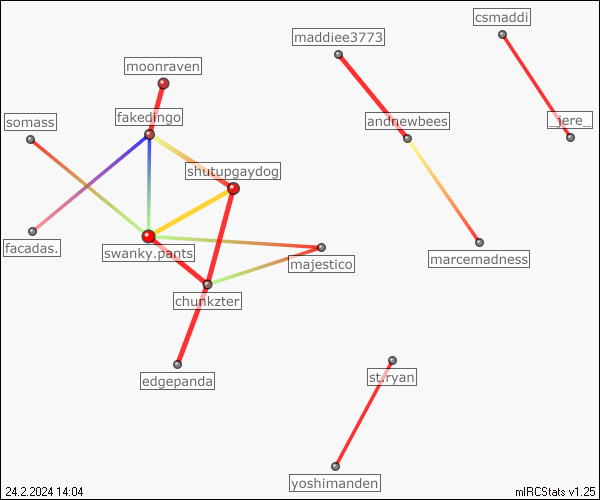 csmaddi
maddiee3773
moonraven
fakedingo
somass
andnewbees
_jere_
shutupgaydog
facadas.
swanky.pants
majestico
marcemadness
chunkzter
edgepanda
st.ryan
yoshimanden
24.2.2024 14:04
mIRCStats v1.25